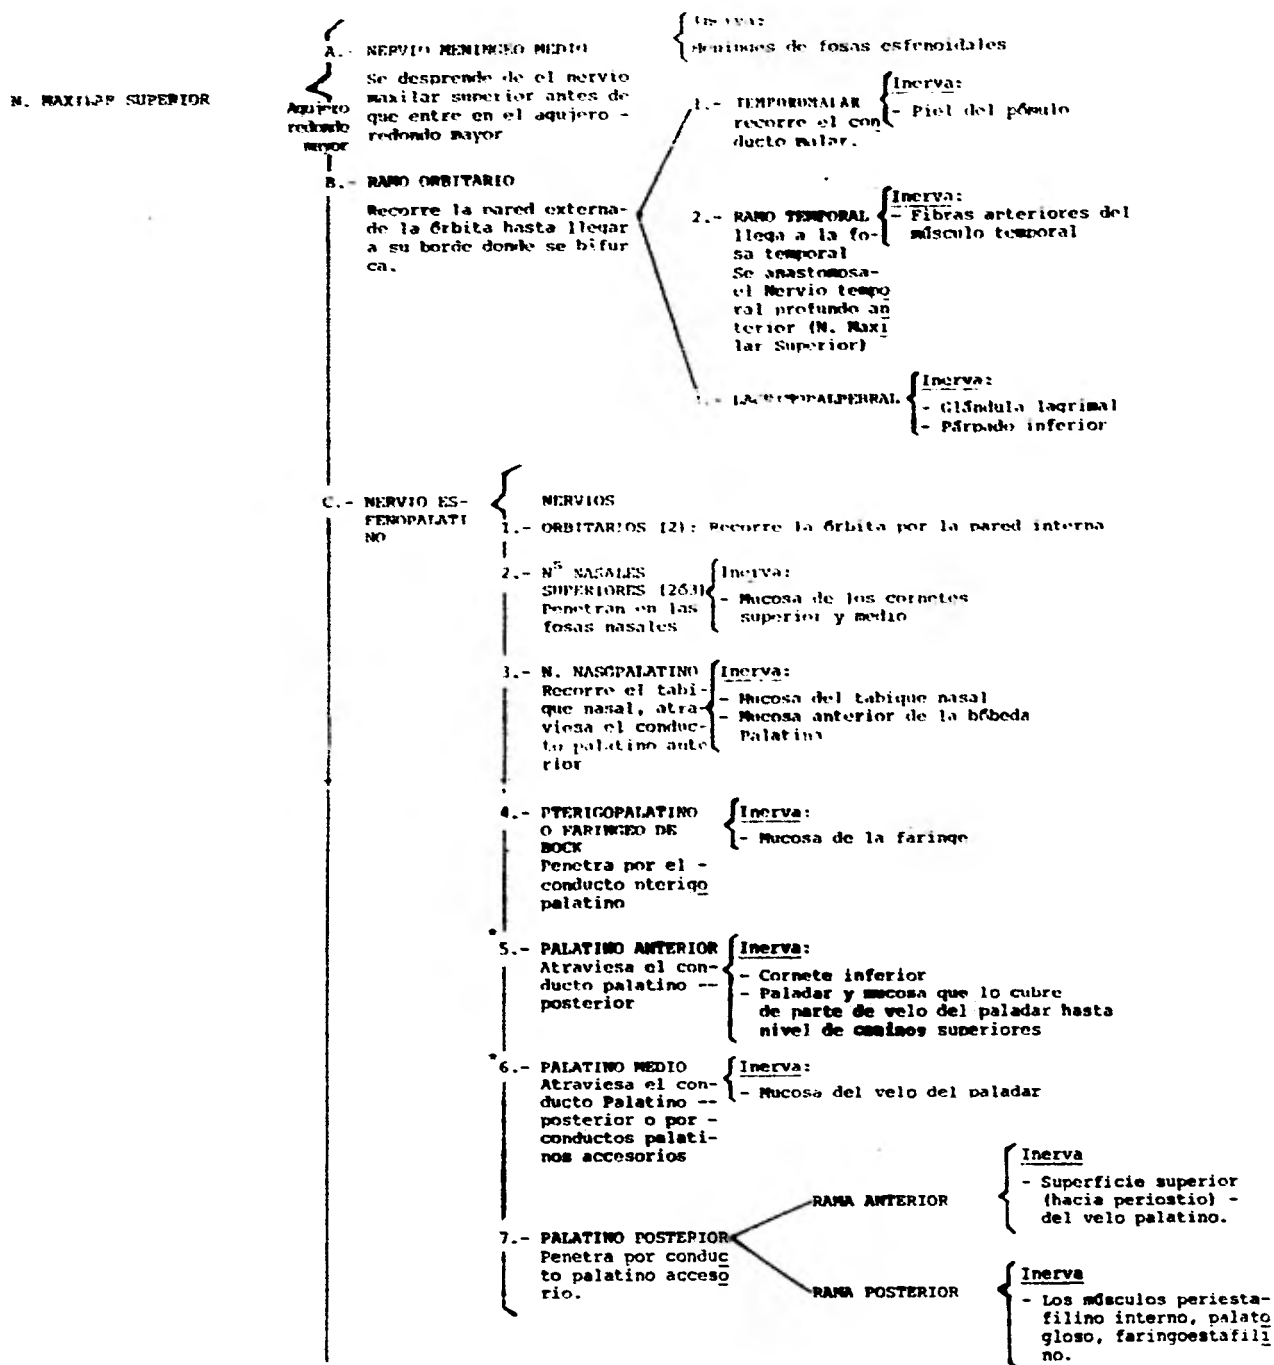 N. MAXILAR SUPERIOR
Agujero
redondo
mayor
A.- NERVIO MENINGEO MEDIO
Se desprende de el nervio
maxilar superior antes de
que entre en el agujero -
redondo mayor
Inerva:
Meninges de fosas esfenoidales
B.- RAMO ORBITARIO
Recorre la pared externa-
de la órbita hasta llegar
a su borde donde se bifur
ca.
1.- TEMPOROMALAR
recorre el con
ducto malar.
Inerva:
- Piel del pómulo
2.- RAMO TEMPORAL
llega a la fo-
sa temporal
Se anastomosa-
el Nervio tempo
ral profundo an
terior (N. Maxi
lar Superior)
Inerva:
- Fibras anteriores del
músculo temporal
3.- LACRIMOPALPEBRAL
Inerva:
- Glándula lagrimal
- Párpado inferior
C.- NERVIO ES-
FENOPALATI
NO
NERVIOS
1.- ORBITARIOS (2): Recorre la órbita por la pared interna
2.- Nˢ NASALES
SUPERIORES (2ó3)
Penetran en las
fosas nasales
Inerva:
- Mucosa de los cornetes
superior y medio
3.- N. NASOPALATINO
Recorre el tabi-
que nasal, atra-
viesa el conduc-
to palatino ante
rior
Inerva:
- Mucosa del tabique nasal
- Mucosa anterior de la bóbeda
Palatina
4.- PTERIGOPALATINO
O FARINGEO DE
BOCK
Penetra por el -
conducto pterigo
palatino
Inerva:
- Mucosa de la faringe
* 5.- PALATINO ANTERIOR
Atraviesa el con-
ducto palatino --
posterior
Inerva:
- Cornete inferior
- Paladar y mucosa que lo cubre
de parte de velo del paladar hasta
nivel de caninos superiores
* 6.- PALATINO MEDIO
Atraviesa el con-
ducto Palatino --
posterior o por -
conductos palati-
nos accesorios
Inerva:
- Mucosa del velo del paladar
7.- PALATINO POSTERIOR
Penetra por conduc
to palatino acceso
rio.
RAMA ANTERIOR
Inerva
- Superficie superior
(hacia periostio) -
del velo palatino.
RAMA POSTERIOR
Inerva
- Los músculos periesta-
filino interno, palato
gloso, faringoestafili
no.